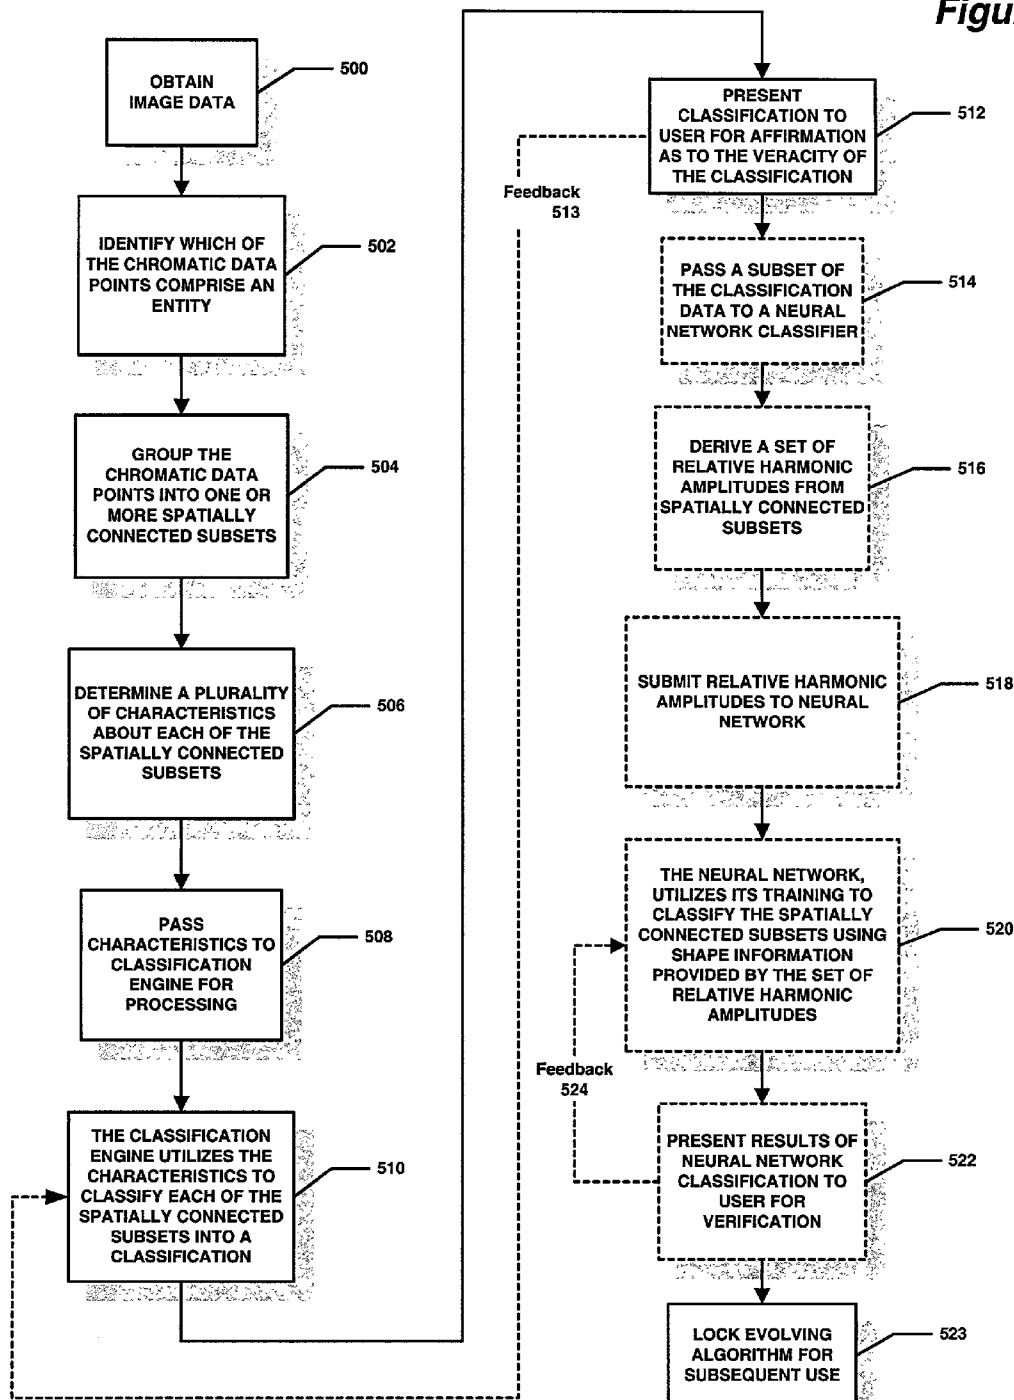 Figu
OBTAIN
IMAGE DATA
500
IDENTIFY WHICH OF
THE CHROMATIC DATA
POINTS COMPRISE AN
ENTITY
502
GROUP THE
CHROMATIC DATA
POINTS INTO ONE OR
MORE SPATIALLY
CONNECTED SUBSETS
504
DETERMINE A PLURALITY
OF CHARACTERISTICS
ABOUT EACH OF THE
SPATIALLY CONNECTED
SUBSETS
506
PASS
CHARACTERISTICS TO
CLASSIFICATION
ENGINE FOR
PROCESSING
508
THE CLASSIFICATION
ENGINE UTILIZES THE
CHARACTERISTICS TO
CLASSIFY EACH OF THE
SPATIALLY CONNECTED
SUBSETS INTO A
CLASSIFICATION
510
PRESENT
CLASSIFICATION TO
USER FOR AFFIRMATION
AS TO THE VERACITY OF
THE CLASSIFICATION
512
Feedback
513
PASS A SUBSET OF
THE CLASSIFICATION
DATA TO A NEURAL
NETWORK CLASSIFIER
514
DERIVE A SET OF
RELATIVE HARMONIC
AMPLITUDES FROM
SPATIALLY CONNECTED
SUBSETS
516
SUBMIT RELATIVE HARMONIC
AMPLITUDES TO NEURAL
NETWORK
518
THE NEURAL NETWORK,
UTILIZES ITS TRAINING TO
CLASSIFY THE SPATIALLY
CONNECTED SUBSETS USING
SHAPE INFORMATION
PROVIDED BY THE SET OF
RELATIVE HARMONIC
AMPLITUDES
520
Feedback
524
PRESENT RESULTS OF
NEURAL NETWORK
CLASSIFICATION TO
USER FOR
VERIFICATION
522
LOCK EVOLVING
ALGORITHM FOR
SUBSEQUENT USE
523